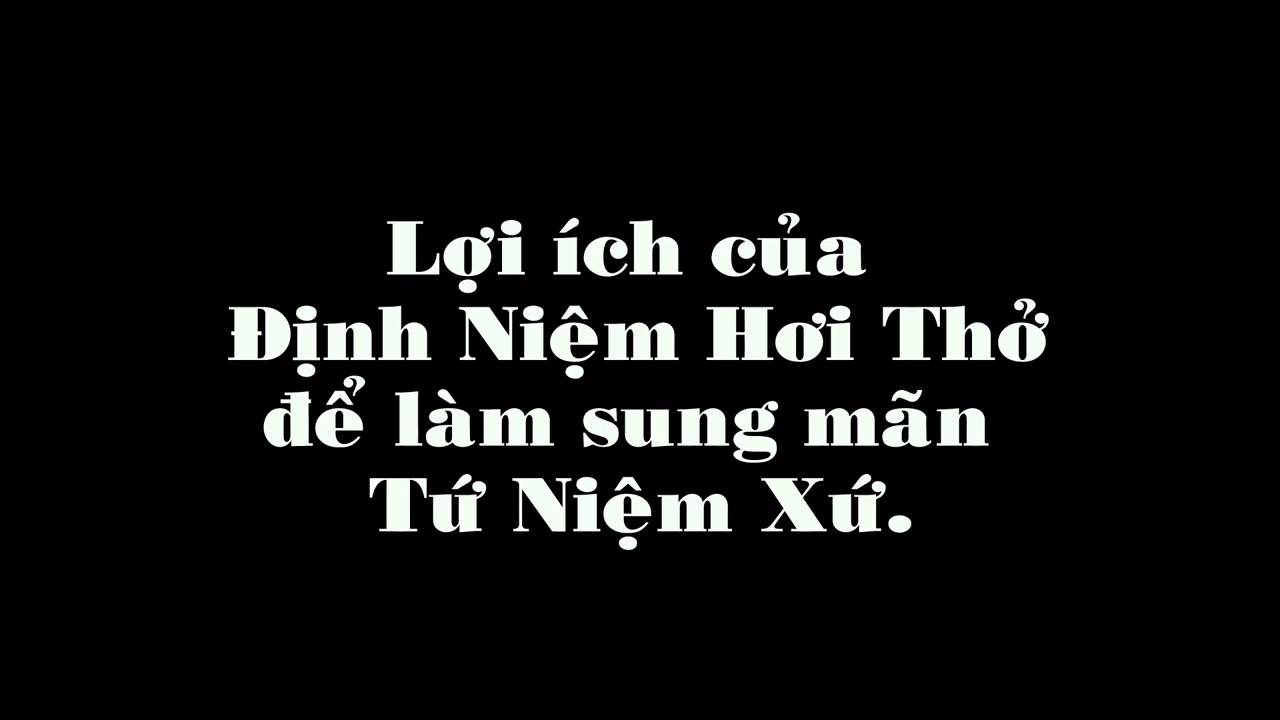 Lợi ích của
Định Niệm Hơi Thở
để làm sung mãn
Tứ Niệm Xứ.